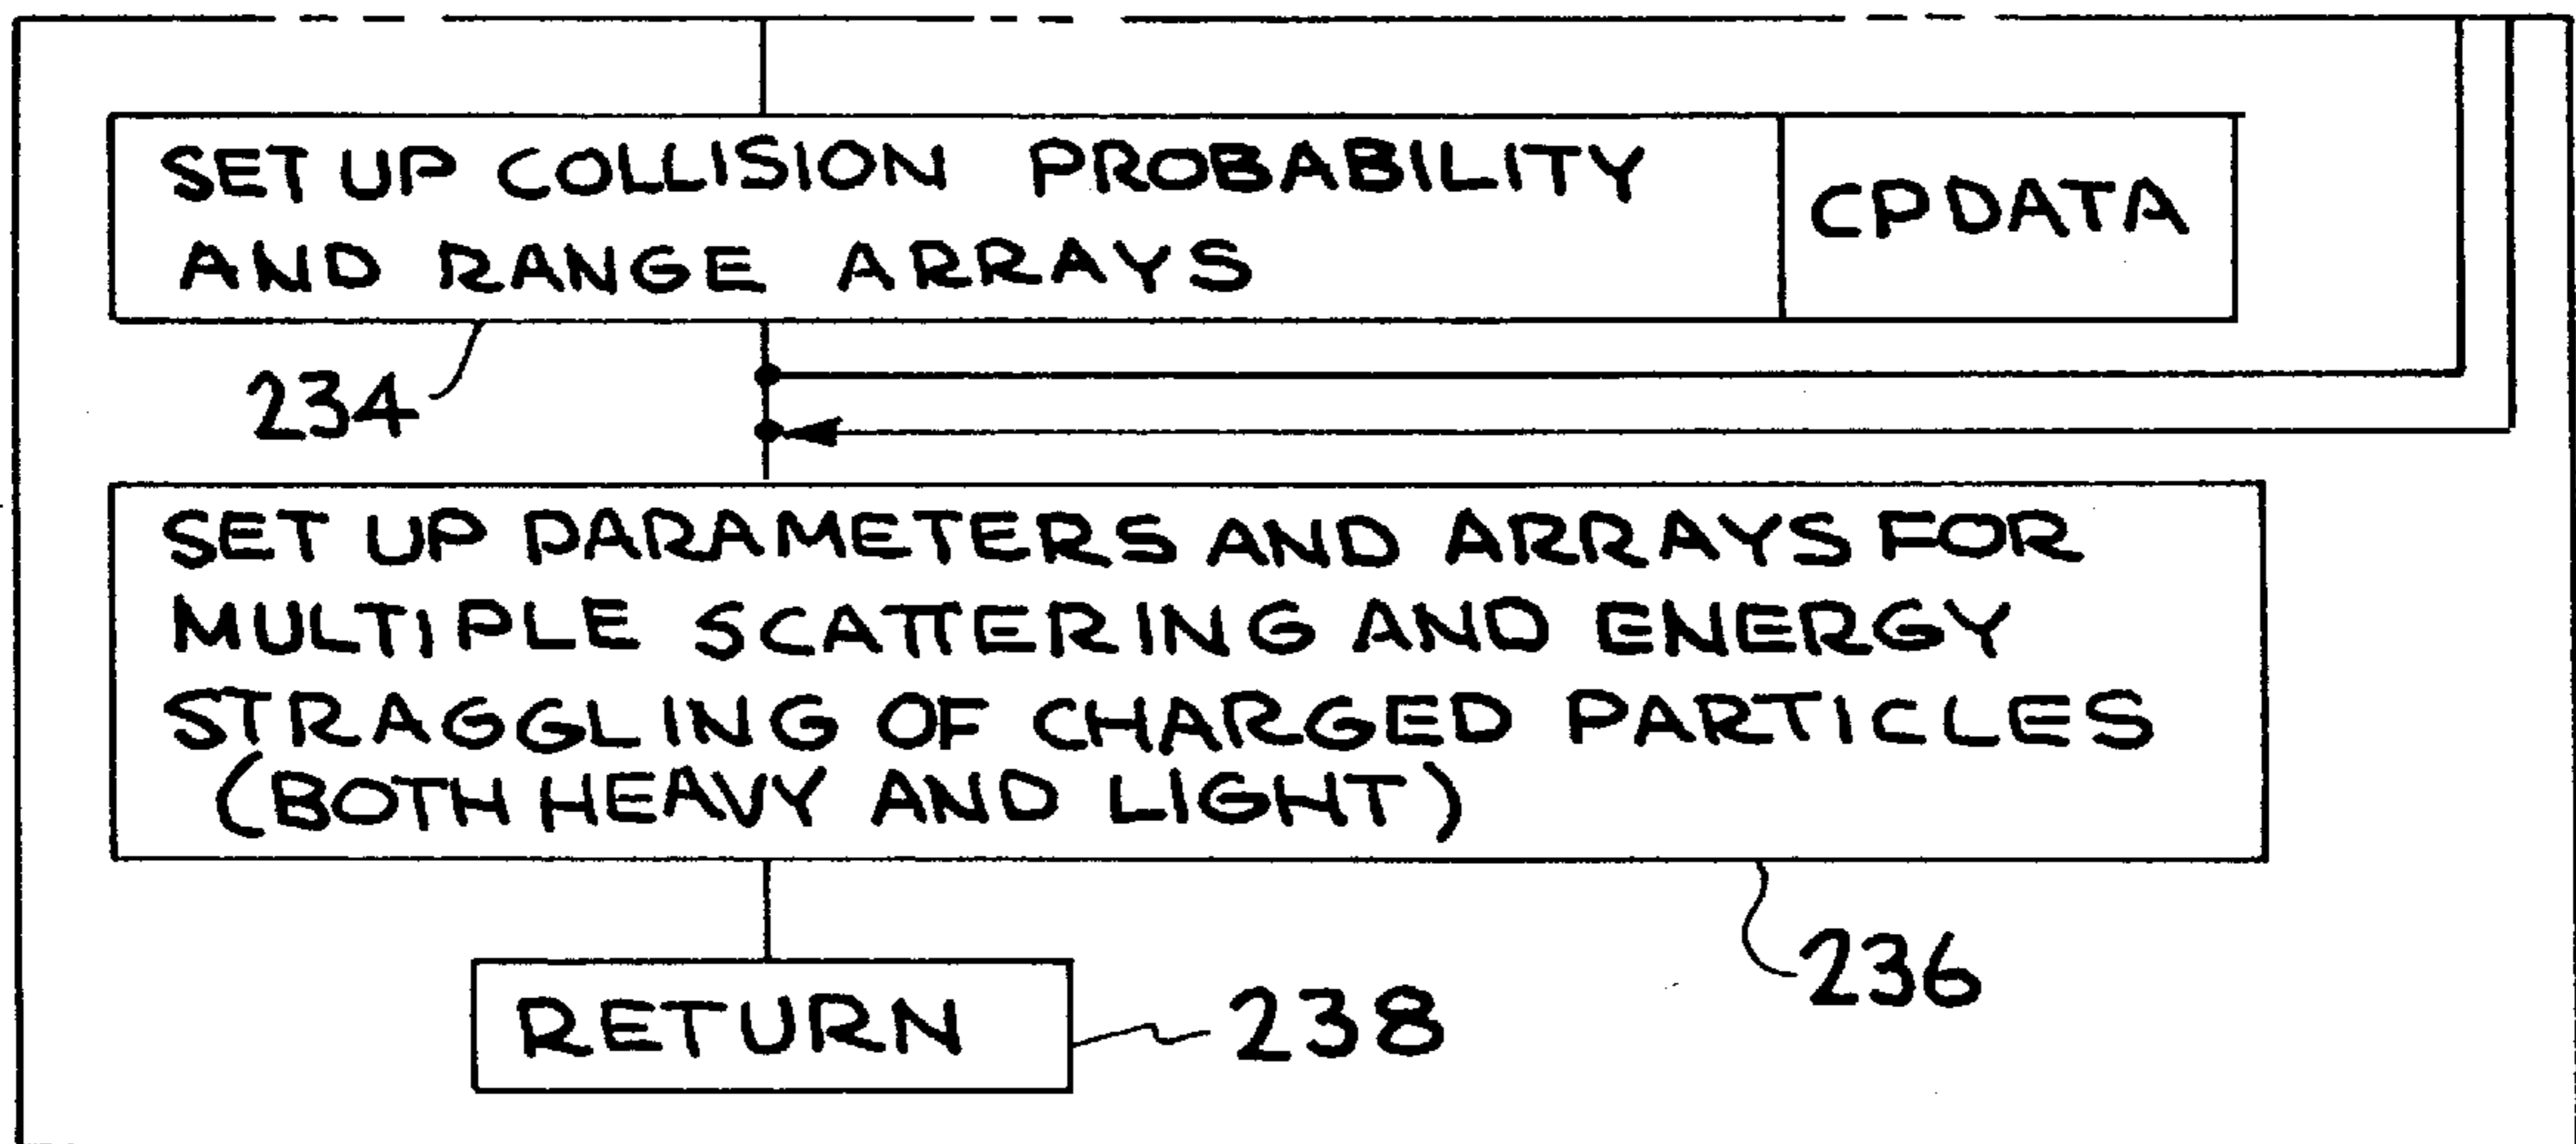 SET UP COLLISION PROBABILITY
AND RANGE ARRAYS
CPDATA
234
SET UP PARAMETERS AND ARRAYS FOR
MULTIPLE SCATTERING AND ENERGY
STRAGGLING OF CHARGED PARTICLES
(BOTH HEAVY AND LIGHT)
236
RETURN
238